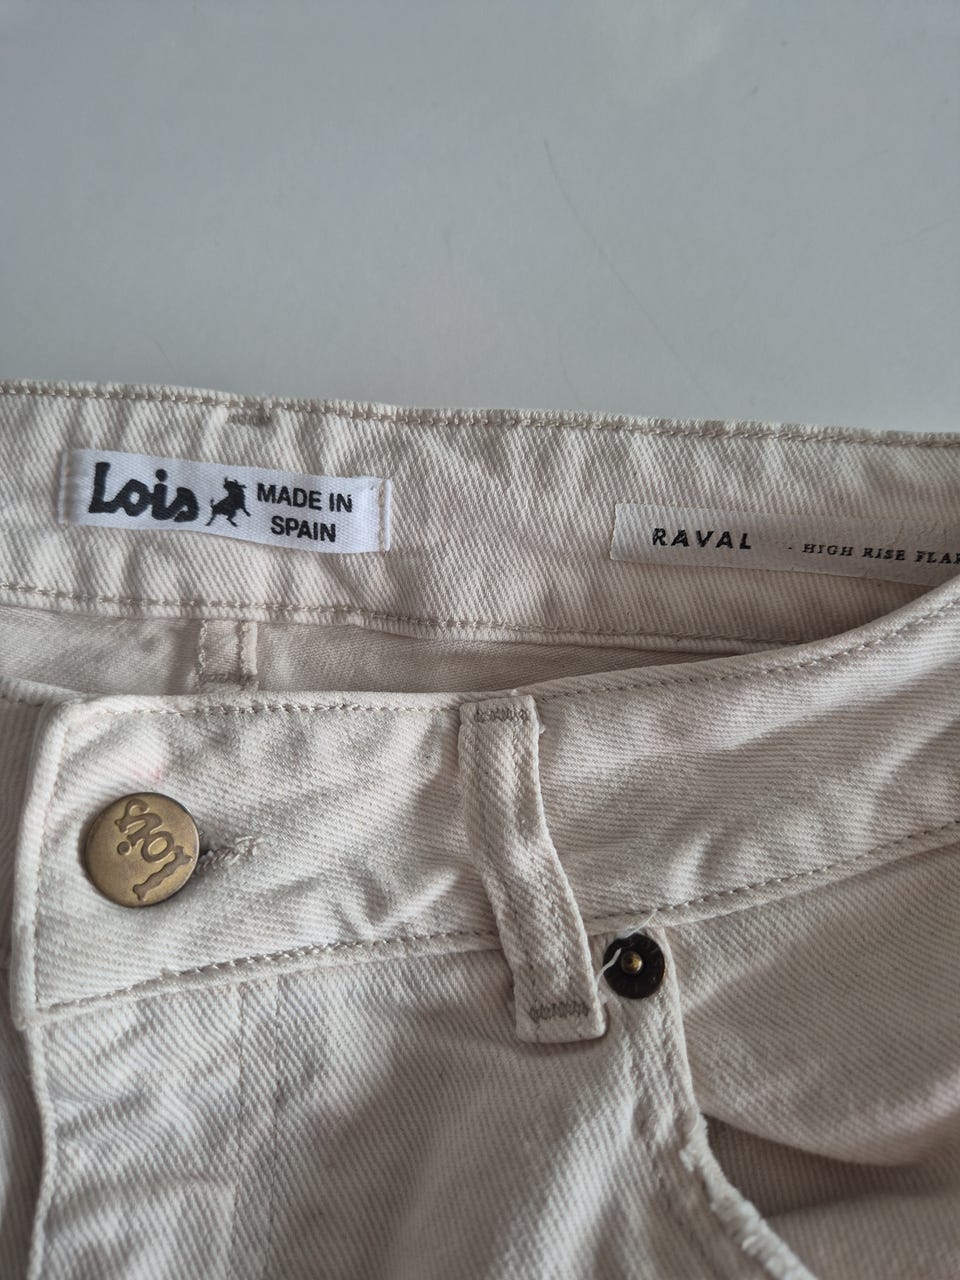 Lois MADE IN
SPAIN
RAVAL - HIGH RISE
Lois